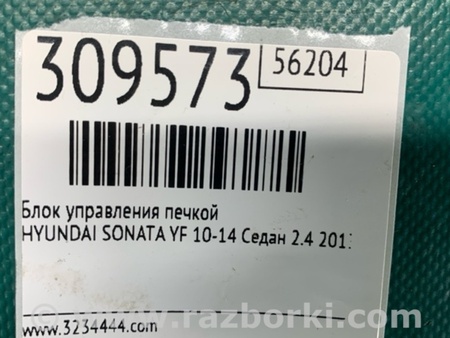 309573
56204
Блок управления печкой
HYUNDAI SONATA YF 10-14 Седан 2.4
www.3234444.com
www.razborki.com